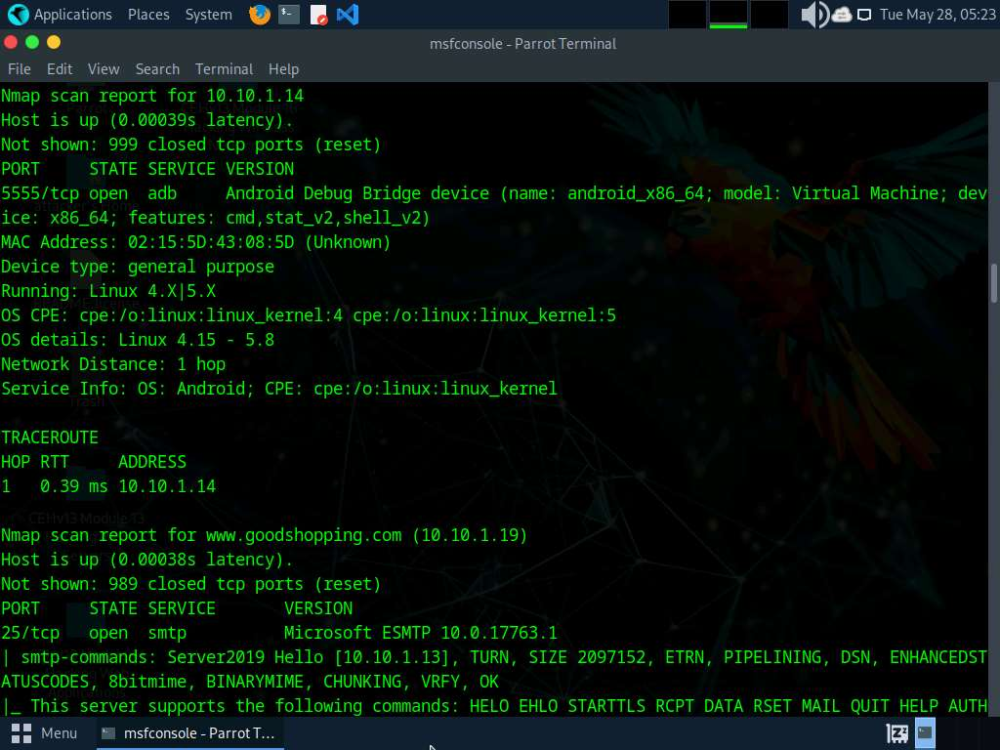 Applications Places System Tue May 28, 05:23
msfconsole - Parrot Terminal
File Edit View Search Terminal Help
Nmap scan report for 10.10.1.14
Host is up (0.00039s latency).
Not shown: 999 closed tcp ports (reset)
PORT     STATE SERVICE VERSION
5555/tcp open  adb     Android Debug Bridge device (name: android_x86_64; model: Virtual Machine; dev
ice: x86_64; features: cmd,stat_v2,shell_v2)
MAC Address: 02:15:5D:43:08:5D (Unknown)
Device type: general purpose
Running: Linux 4.X|5.X
OS CPE: cpe:/o:linux:linux_kernel:4 cpe:/o:linux:linux_kernel:5
OS details: Linux 4.15 - 5.8
Network Distance: 1 hop
Service Info: OS: Android; CPE: cpe:/o:linux:linux_kernel
Trash
TRACEROUTE
HOP RTT     ADDRESS
1   0.39 ms 10.10.1.14
CEHv13 Module 13
Nmap scan report for www.goodshopping.com (10.10.1.19)
Host is up (0.00038s latency).
Not shown: 989 closed tcp ports (reset)
PORT     STATE SERVICE       VERSION
25/tcp   open  smtp          Microsoft ESMTP 10.0.17763.1
| smtp-commands: Server2019 Hello [10.10.1.13], TURN, SIZE 2097152, ETRN, PIPELINING, DSN, ENHANCEDST
ATUSCODES, 8bitmime, BINARYMIME, CHUNKING, VRFY, OK
|_ This server supports the following commands: HELO EHLO STARTTLS RCPT DATA RSET MAIL QUIT HELP AUTH
Menu msfconsole - Parrot T...